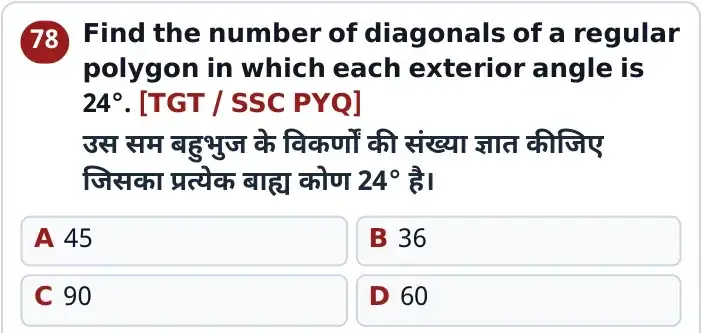 78 Find the number of diagonals of a regular
polygon in which each exterior angle is
24°. [TGT / SSC PYQ]
उस सम बहुभुज के विकर्णों की संख्या ज्ञात कीजिए
जिसका प्रत्येक बाह्य कोण 24° है।
A 45
B 36
C 90
D 60